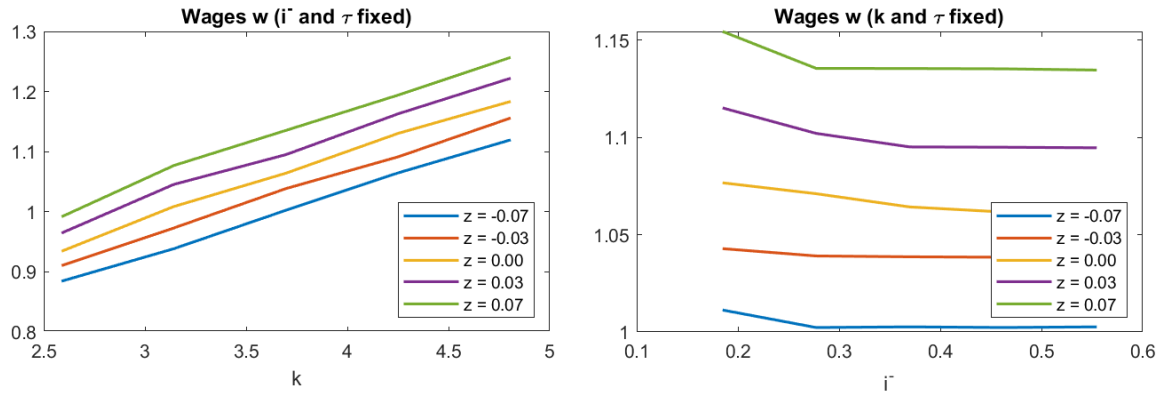 Wages w (i⁻ and τ fixed)
1.3
1.2
1.1
1
0.9
0.8
2.5
3
3.5
4
4.5
5
k
z = -0.07
z = -0.03
z = 0.00
z = 0.03
z = 0.07
Wages w (k and τ fixed)
1.15
1.1
1.05
1
0.1
0.2
0.3
0.4
0.5
0.6
i⁻
z = -0.07
z = -0.03
z = 0.00
z = 0.03
z = 0.07